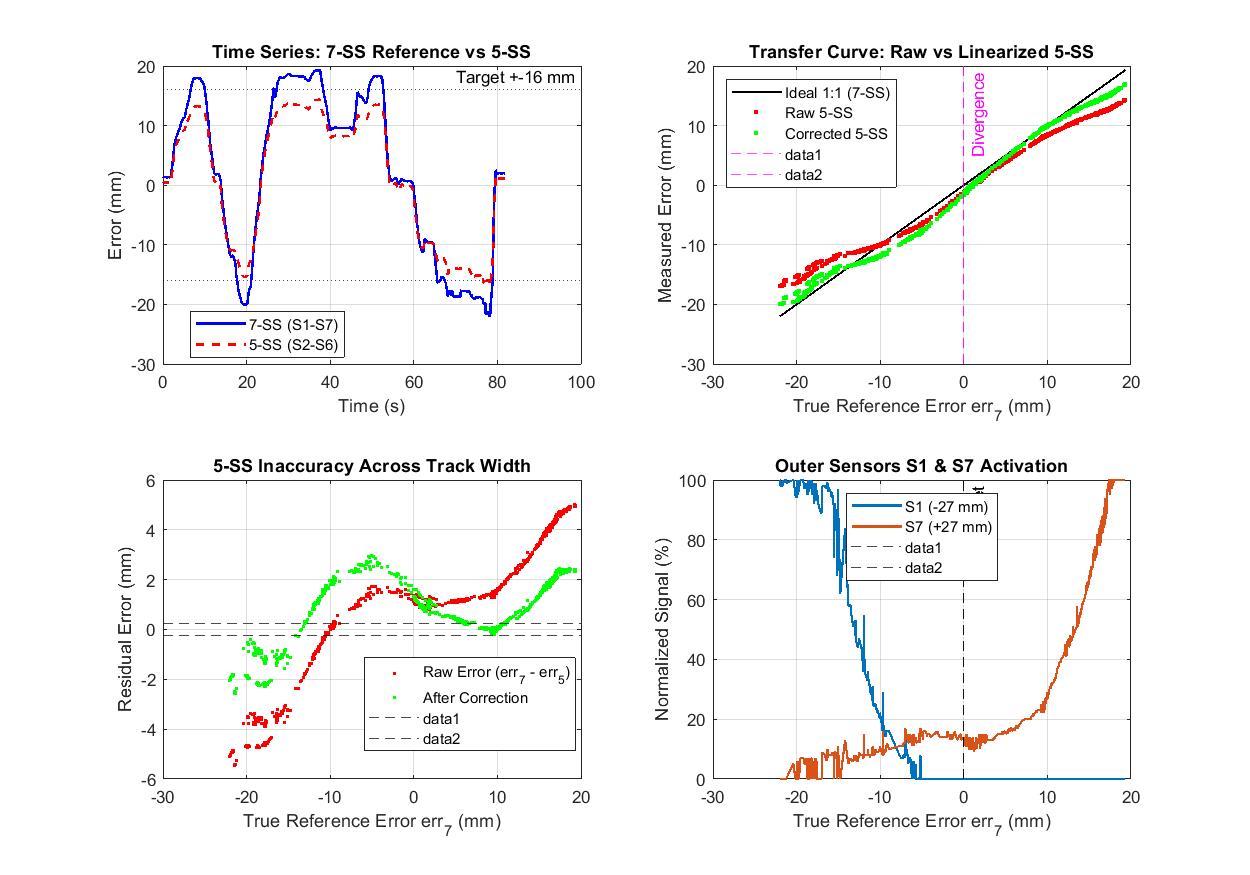 Time Series: 7-SS Reference vs 5-SS
20
10
0
-10
-20
-30
Error (mm)
Target +-16 mm
7-SS (S1-S7)
5-SS (S2-S6)
0 20 40 60 80 100
Time (s)
Transfer Curve: Raw vs Linearized 5-SS
20
10
0
-10
-20
-30
Measured Error (mm)
Ideal 1:1 (7-SS)
Raw 5-SS
Corrected 5-SS
data1
data2
Divergence
-30 -20 -10 0 10 20
True Reference Error err7 (mm)
5-SS Inaccuracy Across Track Width
6
4
2
0
-2
-4
-6
Residual Error (mm)
Raw Error (err7 - err5)
After Correction
data1
data2
-30 -20 -10 0 10 20
True Reference Error err7 (mm)
Outer Sensors S1 & S7 Activation
100
80
60
40
20
0
Normalized Signal (%)
S1 (-27 mm)
S7 (+27 mm)
data1
data2
-30 -20 -10 0 10 20
True Reference Error err7 (mm)